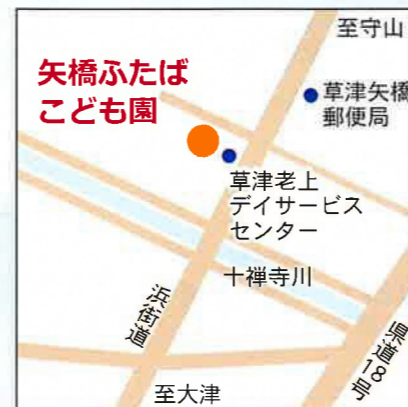 至守山
矢橋ふたば
こども園
草津矢橋
郵便局
草津老上
デイサービス
センター
十禅寺川
浜街道
県道18号
至大津